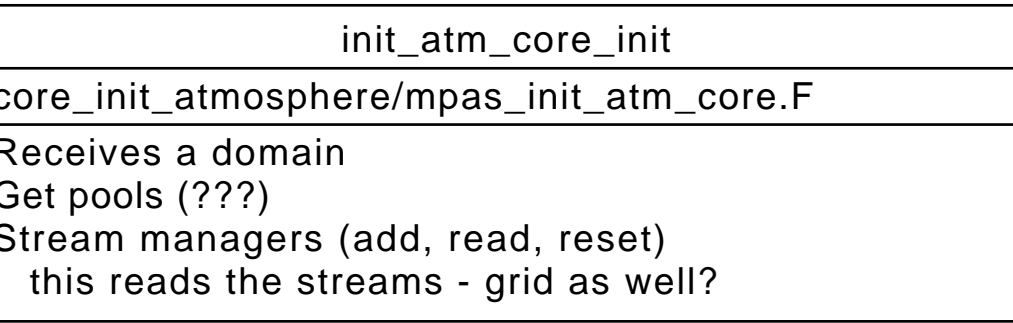 init_atm_core_init
core_init_atmosphere/mpas_init_atm_core.F
Receives a domain
Get pools (???)
Stream managers (add, read, reset)
this reads the streams - grid as well?